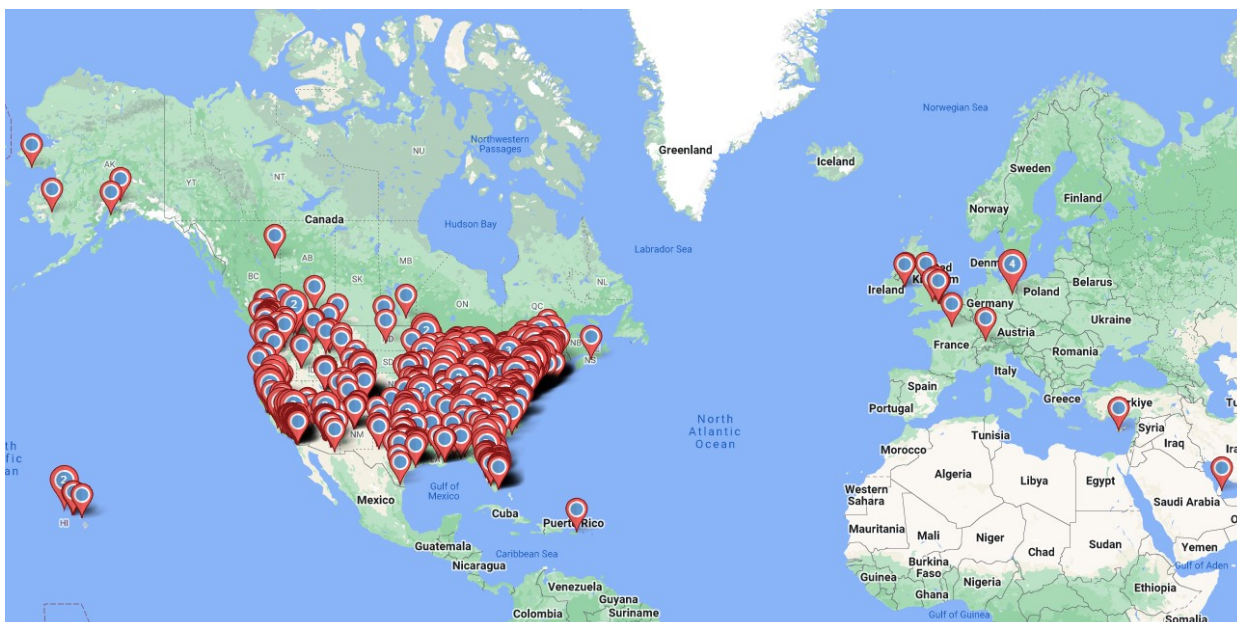 Norwegian Sea
Northwestern
Passages
Greenland
Iceland
NU
AK
YT
NT
Sweden
Finland
Norway
Canada
Hudson Bay
Labrador Sea
AB
BC
SK
MB
ON
QC
NL
NB
NS
Ireland
Poland
Belarus
Germany
Ukraine
Austria
France
Romania
Italy
Spain
Portugal
Greece
Syria
Iraq
Tunisia
Morocco
North
Atlantic
Ocean
SD
NM
HI
2
2
2
4
Gulf of
Mexico
Mexico
Cuba
Puerto Rico
Guatemala
Nicaragua
Caribbean Sea
Venezuela
Guyana
Colombia
Suriname
Algeria
Libya
Egypt
Western
Sahara
Saudi Arabia
Mauritania
Mali
Niger
Chad
Sudan
Yemen
Burkina
Faso
Gulf of Aden
Guinea
Ghana
Nigeria
Ethiopia
Gulf of Guinea
Somalia